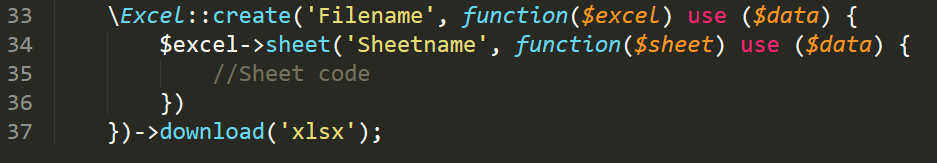 33 \Excel::create('Filename', function($excel) use ($data) {
34 $excel->sheet('Sheetname', function($sheet) use ($data) {
35 //Sheet code
36 })
37 })->download('xlsx');